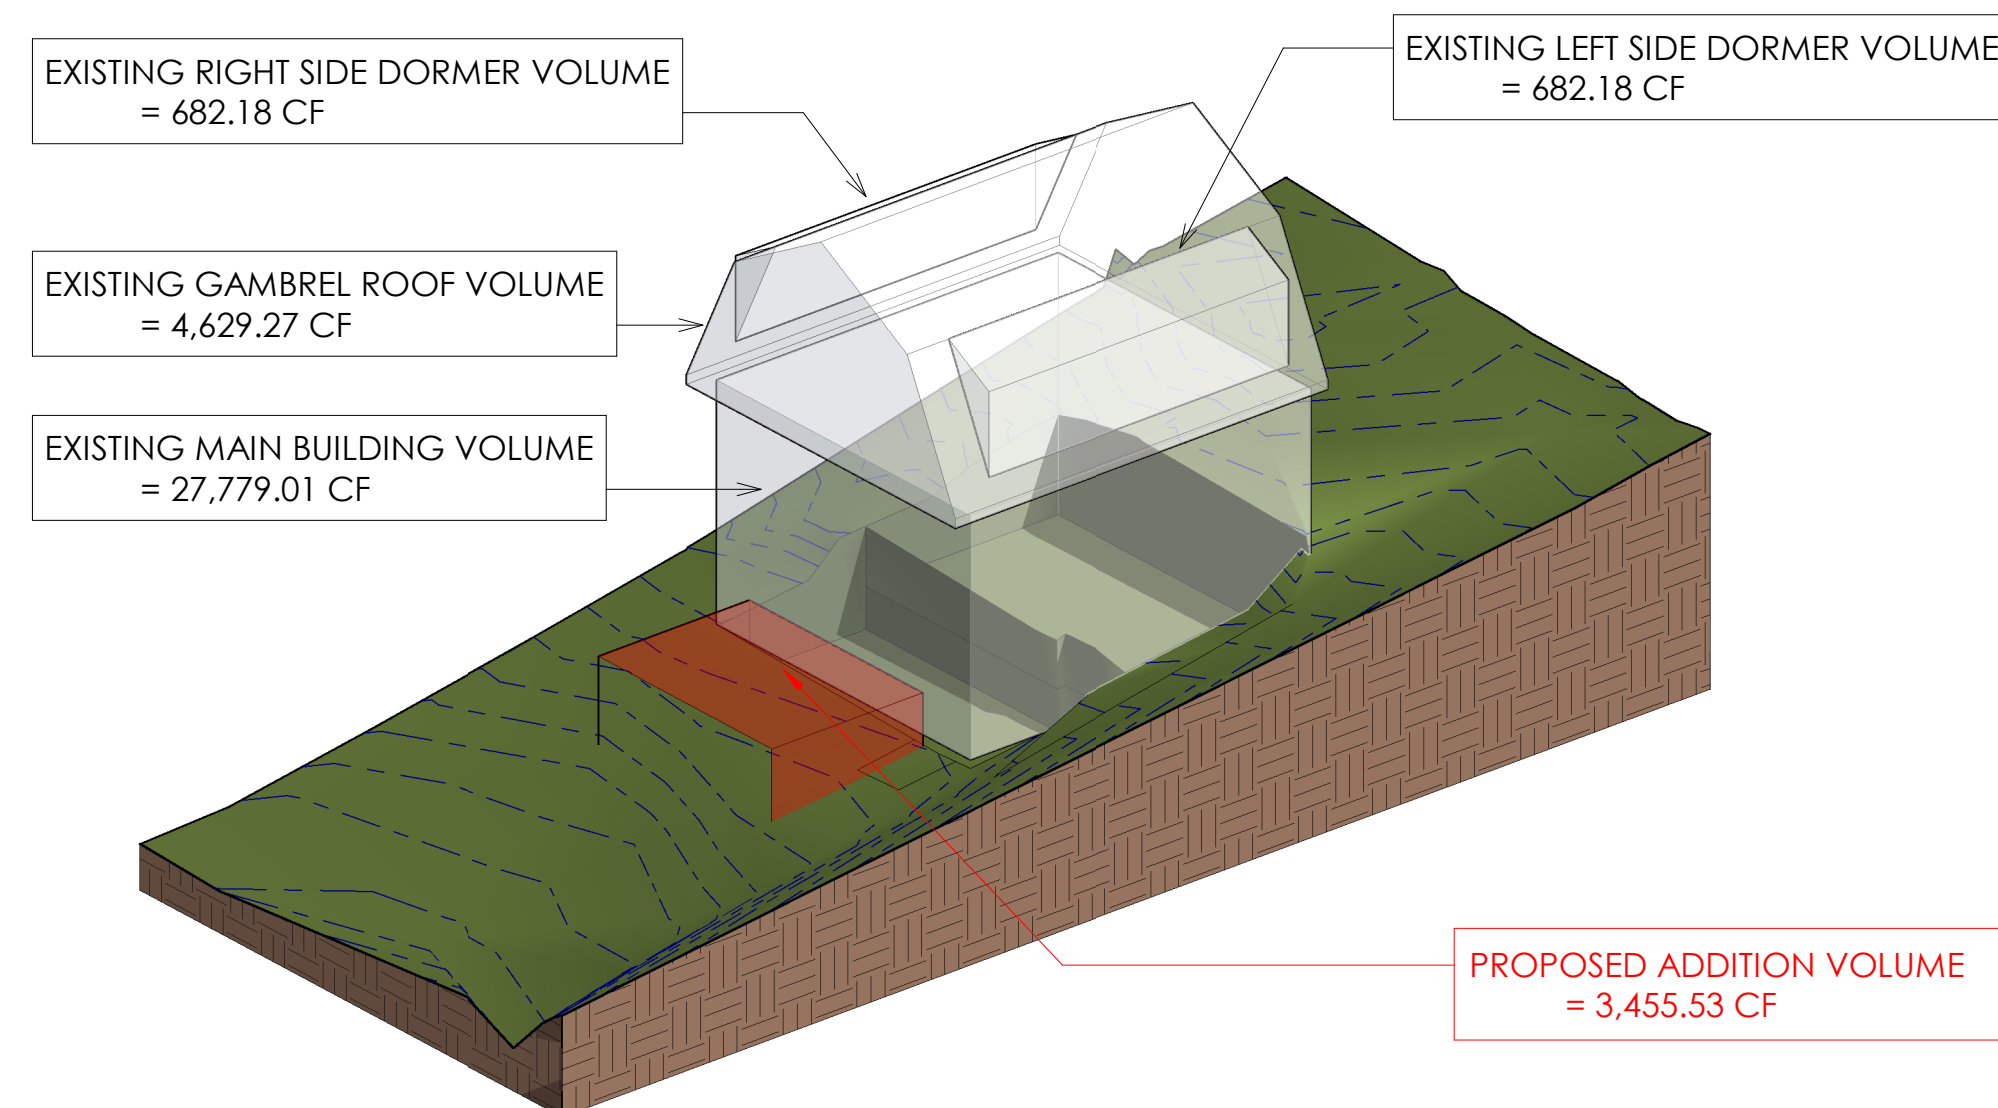 EXISTING RIGHT SIDE DORMER VOLUME
= 682.18 CF
EXISTING LEFT SIDE DORMER VOLUME
= 682.18 CF
EXISTING GAMBREL ROOF VOLUME
= 4,629.27 CF
EXISTING MAIN BUILDING VOLUME
= 27,779.01 CF
PROPOSED ADDITION VOLUME
= 3,455.53 CF